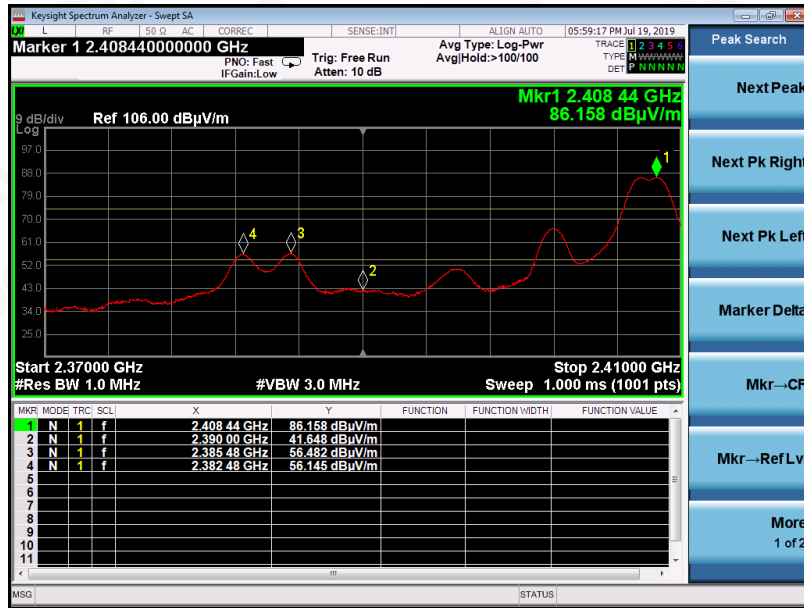 Keysight Spectrum Analyzer - Swept SA
LXI L RF 50 Ω AC CORREC SENSE:INT ALIGN AUTO 05:59:17 PM Jul 19, 2019
Marker 1 2.408440000000 GHz
PNO: Fast
IFGain:Low
Trig: Free Run
Atten: 10 dB
Avg Type: Log-Pwr
Avg|Hold:>100/100
TRACE 1 2 3 4 5 6
TYPE M
DET P N N N N N
Mkr1 2.408 44 GHz
86.158 dBµV/m
9 dB/div Ref 106.00 dBµV/m
Log
97.0
88.0
79.0
70.0
61.0
52.0
43.0
34.0
25.0
1
4
3
2
Start 2.37000 GHz Stop 2.41000 GHz
#Res BW 1.0 MHz #VBW 3.0 MHz Sweep 1.000 ms (1001 pts)
MKR MODE TRC SCL X Y FUNCTION FUNCTION WIDTH FUNCTION VALUE
1 N 1 f 2.408 44 GHz 86.158 dBµV/m
2 N 1 f 2.390 00 GHz 41.648 dBµV/m
3 N 1 f 2.385 48 GHz 56.482 dBµV/m
4 N 1 f 2.382 48 GHz 56.145 dBµV/m
5
6
7
8
9
10
11
MSG STATUS
Peak Search
Next Peak
Next Pk Right
Next Pk Left
Marker Delta
Mkr→CF
Mkr→Ref Lv
More
1 of 2